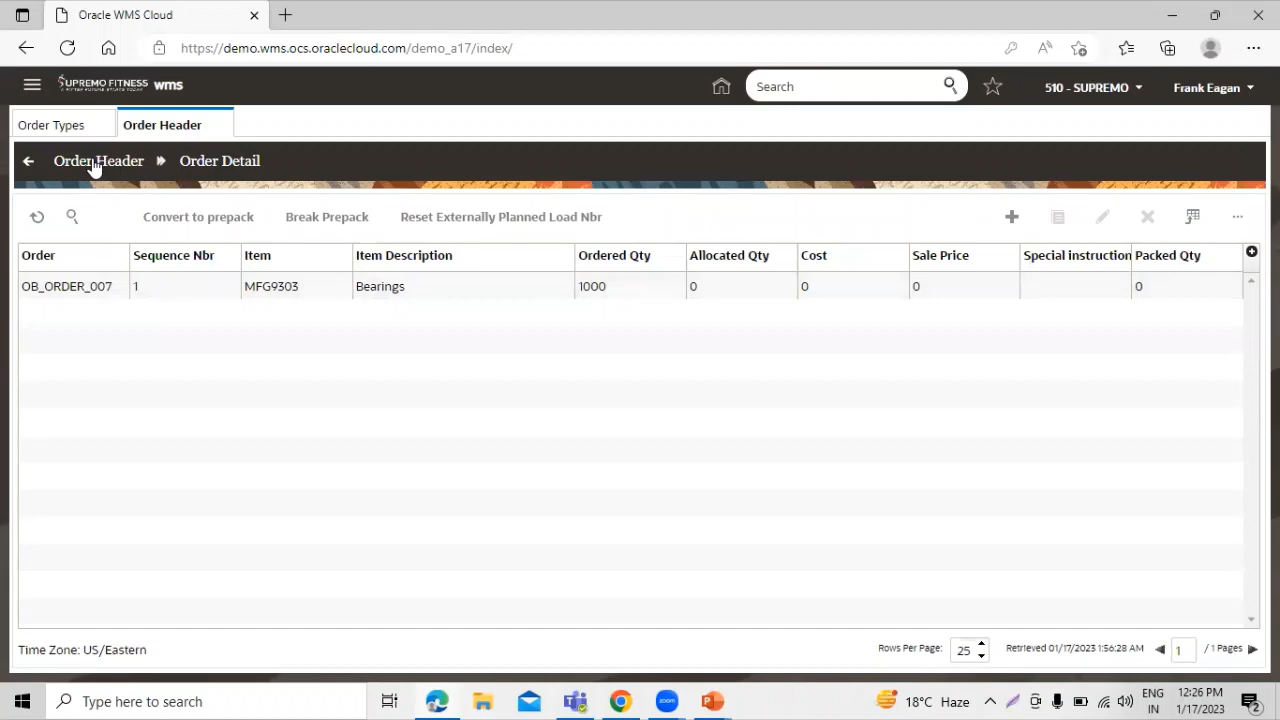 Oracle WMS Cloud
https://demo.wms.ocs.oraclecloud.com/demo_a17/index/
SUPREMO FITNESS wms
Search
510 - SUPREMO
Frank Eagan
Order Types
Order Header
Order Header
Order Detail
Convert to prepack
Break Prepack
Reset Externally Planned Load Nbr
Order Sequence Nbr Item Item Description Ordered Qty Allocated Qty Cost Sale Price Special instruction Packed Qty
OB_ORDER_007 1 MFG9303 Bearings 1000 0 0 0 0
Time Zone: US/Eastern
Rows Per Page: 25 Retrieved 01/17/2023 1:56:28 AM 1 / 1 Pages
Type here to search
zoom
18°C Haze
ENG
IN
12:26 PM
1/17/2023
2